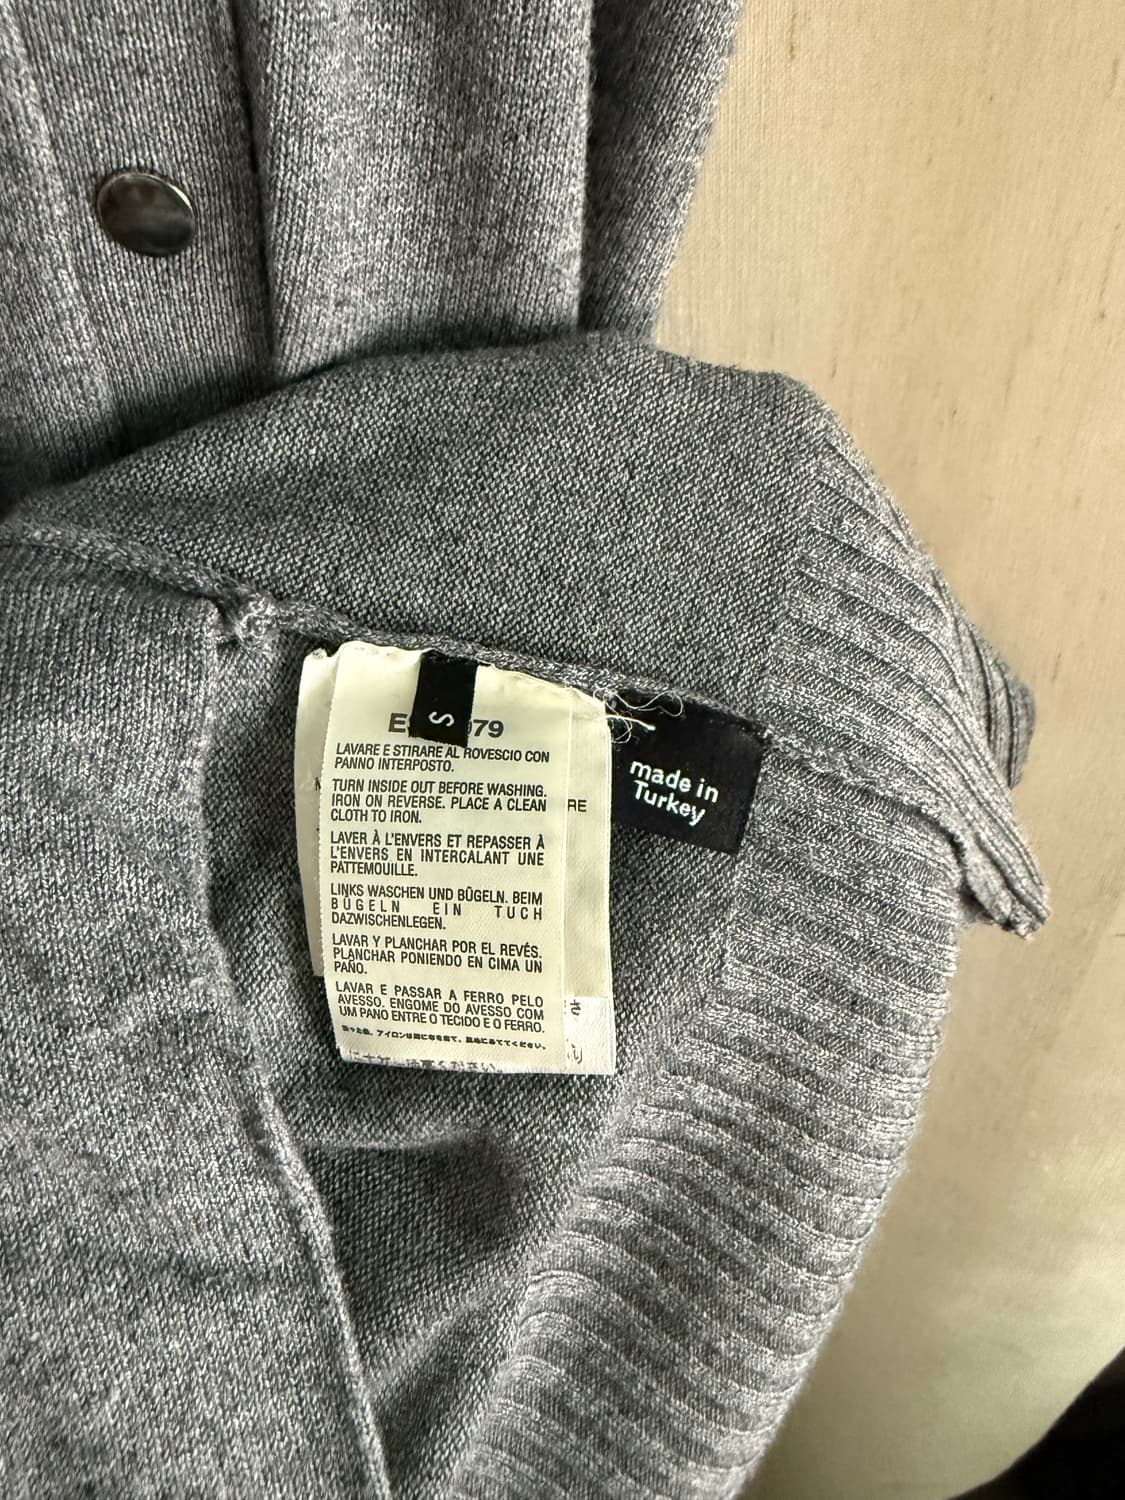 S
79
LAVARE E STIRARE AL ROVESCIO CON
PANNO INTERPOSTO.
TURN INSIDE OUT BEFORE WASHING.
IRON ON REVERSE. PLACE A CLEAN
CLOTH TO IRON.
LAVER À L'ENVERS ET REPASSER À
L'ENVERS EN INTERCALANT UNE
PATTEMOUILLE.
LINKS WASCHEN UND BÜGELN. BEIM
BÜGELN EIN TUCH
DAZWISCHENLEGEN.
LAVAR Y PLANCHAR POR EL REVÉS.
PLANCHAR PONIENDO EN CIMA UN
PAÑO.
LAVAR E PASSAR A FERRO PELO
AVESSO. ENGOME DO AVESSO COM
UM PANO ENTRE O TECIDO E O FERRO.
RE
made in
Turkey